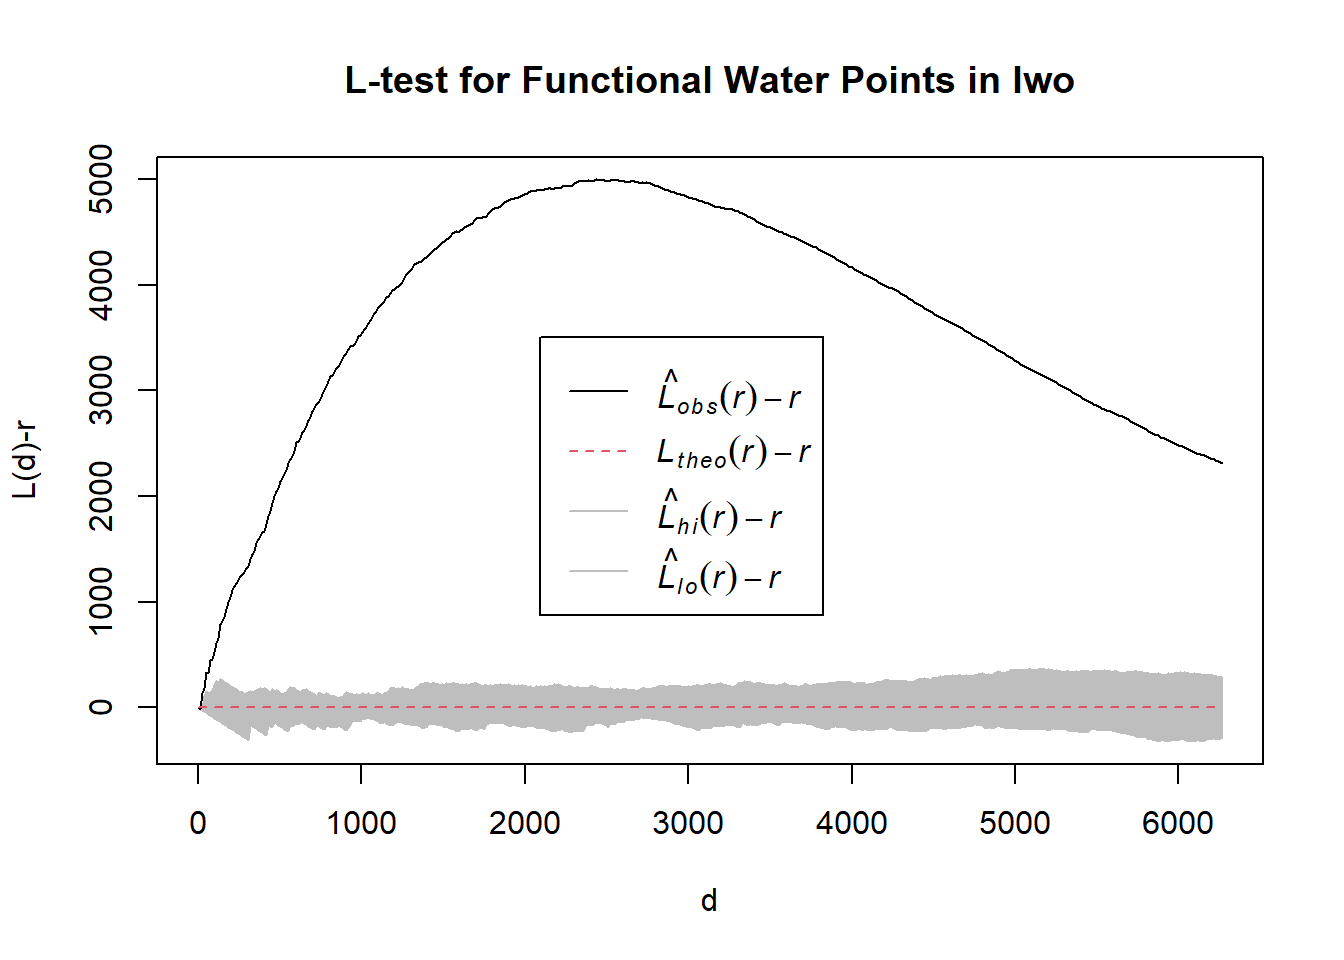 L-test for Functional Water Points in Iwo
L(d)-r
5000
4000
3000
2000
1000
0
L̂obs(r) – r
Ltheo(r) – r
L̂hi(r) – r
L̂lo(r) – r
0 1000 2000 3000 4000 5000 6000
d